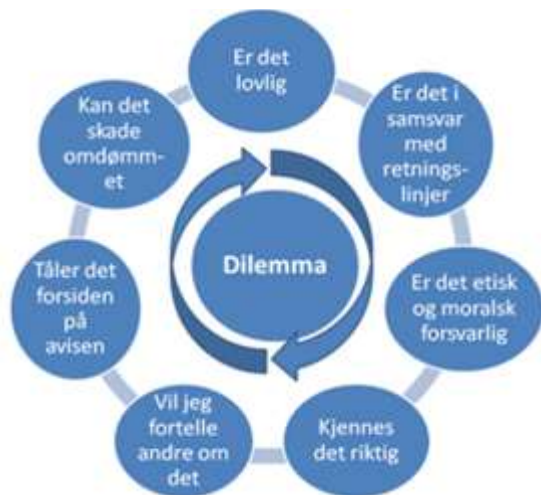 Er det
lovlig
Er det i
samsvar
med
retnings-
linjer
Er det etisk
og moralsk
forsvarlig
Kjennes
det riktig
Vil jeg
fortelle
andre om
det
Tåler det
forsiden
på
avisen
Kan det
skade
omdømm-
et
Dilemma